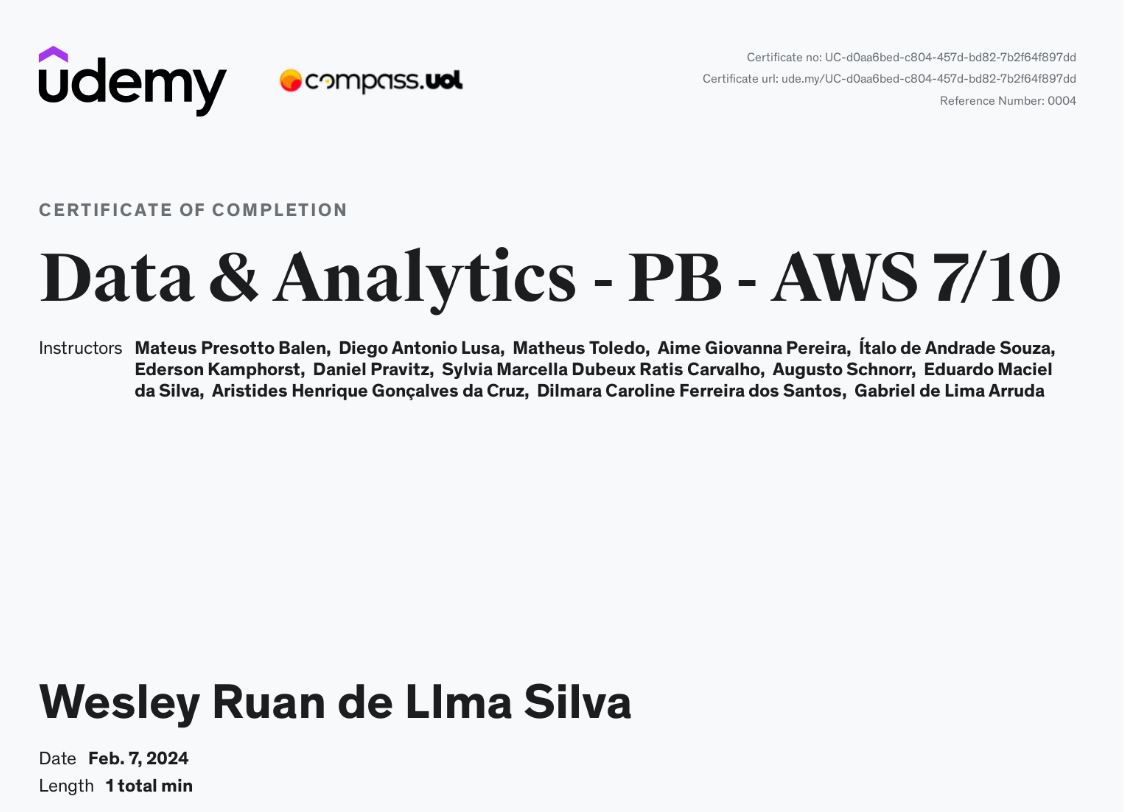 udemy
compass.uol
Certificate no: UC-d0aa6bed-c804-457d-bd82-7b2f64f897dd
Certificate url: ude.my/UC-d0aa6bed-c804-457d-bd82-7b2f64f897dd
Reference Number: 0004
CERTIFICATE OF COMPLETION
Data & Analytics - PB - AWS 7/10
Instructors Mateus Presotto Balen, Diego Antonio Lusa, Matheus Toledo, Aime Giovanna Pereira, Ítalo de Andrade Souza,
Ederson Kamphorst, Daniel Pravitz, Sylvia Marcella Dubeux Ratis Carvalho, Augusto Schnorr, Eduardo Maciel
da Silva, Aristides Henrique Gonçalves da Cruz, Dilmara Caroline Ferreira dos Santos, Gabriel de Lima Arruda
Wesley Ruan de LIma Silva
Date Feb. 7, 2024
Length 1 total min